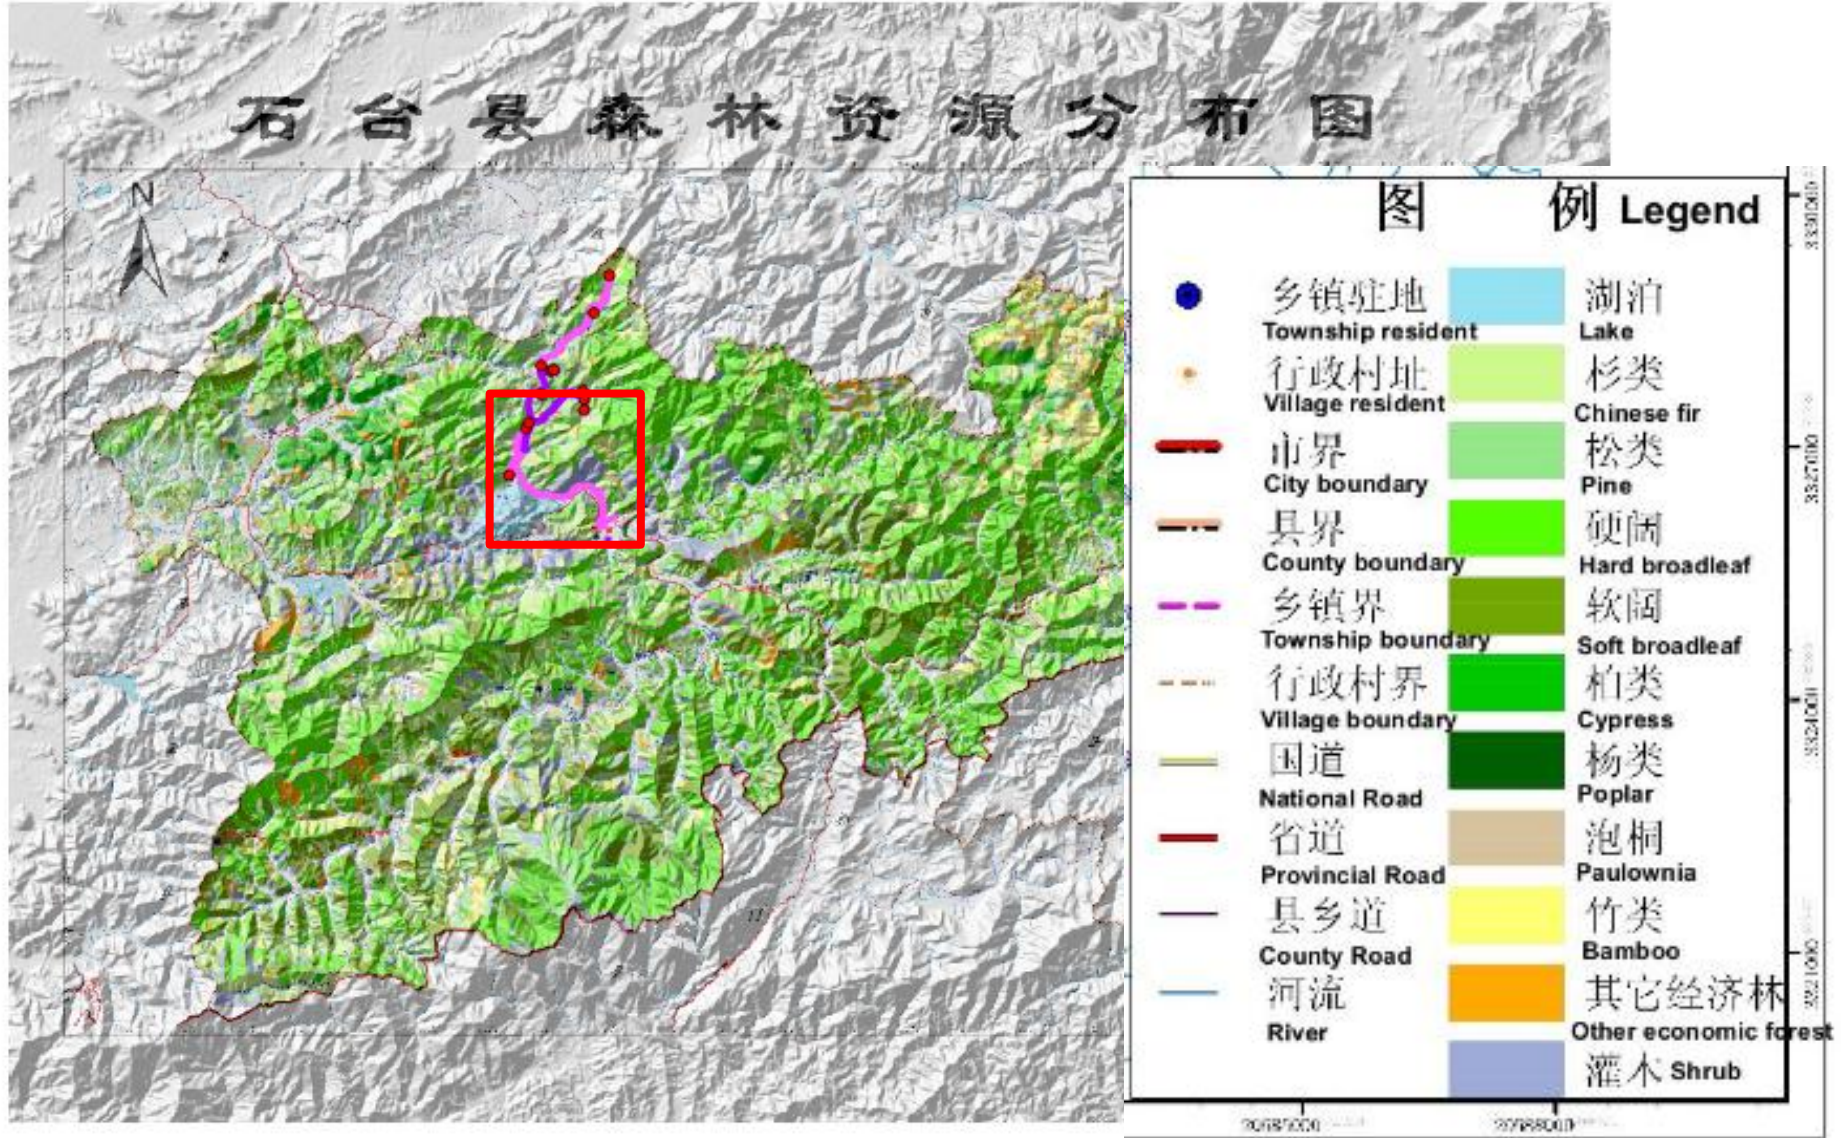 石台县森林资源分布图
N
图 例 Legend
乡镇驻地
Township resident
湖泊
Lake
行政村址
Village resident
杉类
Chinese fir
市界
City boundary
松类
Pine
县界
County boundary
硬阔
Hard broadleaf
乡镇界
Township boundary
软阔
Soft broadleaf
行政村界
Village boundary
柏类
Cypress
国道
National Road
杨类
Poplar
省道
Provincial Road
泡桐
Paulownia
县乡道
County Road
竹类
Bamboo
河流
River
其它经济林
Other economic forest
灌木 Shrub
3327000
3324000